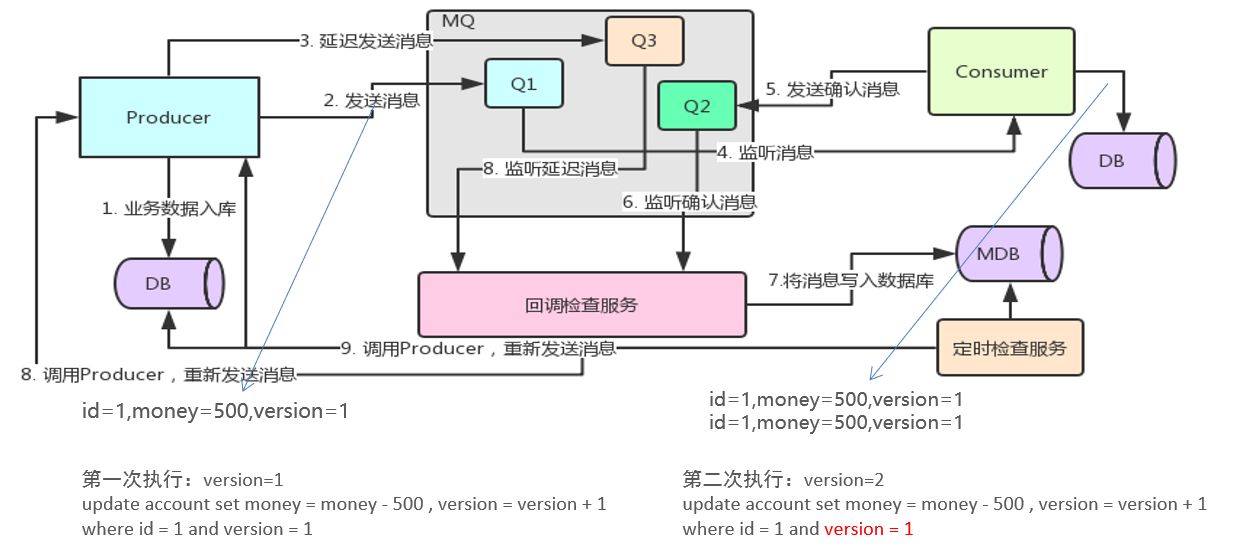 MQ
3. 延迟发送消息
Q3
Q1
Consumer
2. 发送消息
5. 发送确认消息
Q2
Producer
4. 监听消息
DB
8. 监听延迟消息
6. 监听确认消息
1. 业务数据入库
MDB
DB
7.将消息写入数据库
回调检查服务
9. 调用Producer，重新发送消息
定时检查服务
8. 调用Producer，重新发送消息
id=1,money=500,version=1
id=1,money=500,version=1
id=1,money=500,version=1
第一次执行：version=1
update account set money = money - 500 , version = version + 1
where id = 1 and version = 1
第二次执行：version=2
update account set money = money - 500 , version = version + 1
where id = 1 and version = 1